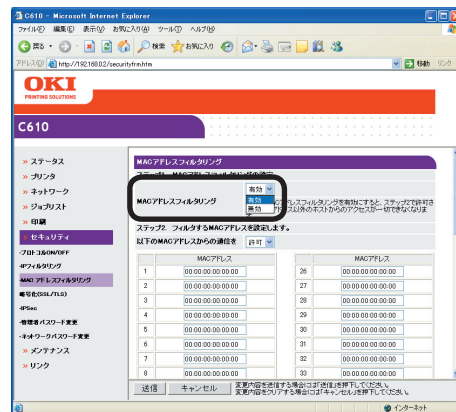 C610 - Microsoft Internet Explorer
ファイル(F) 編集(E) 表示(V) お気に入り(A) ツール(T) ヘルプ(H)
戻る 検索 お気に入り
アドレス(D) http://192.168.0.2/securityfrm.htm 移動 リンク
OKI
PRINTING SOLUTIONS
C610
» ステータス
» プリンタ
» ネットワーク
» ジョブリスト
» 印刷
» セキュリティ
-プロトコルON/OFF
-IPフィルタリング
-MAC アドレスフィルタリング
-暗号化(SSL/TLS)
-IPSec
-管理者パスワード変更
-ネットワークパスワード変更
» メンテナンス
» リンク
MACアドレスフィルタリング
ステップ1. MACアドレスフィルタリングの設定
MACアドレスフィルタリング
有効
有効
無効
ステップ2. フィルタするMACアドレスを設定します。
以下のMACアドレスからの通信を 許可
MACアドレス MACアドレス
1 00:00:00:00:00:00 26 00:00:00:00:00:00
2 00:00:00:00:00:00 27 00:00:00:00:00:00
3 00:00:00:00:00:00 28 00:00:00:00:00:00
4 00:00:00:00:00:00 29 00:00:00:00:00:00
5 00:00:00:00:00:00 30 00:00:00:00:00:00
6 00:00:00:00:00:00 31 00:00:00:00:00:00
7 00:00:00:00:00:00 32 00:00:00:00:00:00
8 00:00:00:00:00:00 33 00:00:00:00:00:00
送信 キャンセル
変更内容を送信する場合には「送信」を押下してください。
変更内容をクリアする場合には「キャンセル」を押下してください。
インターネット